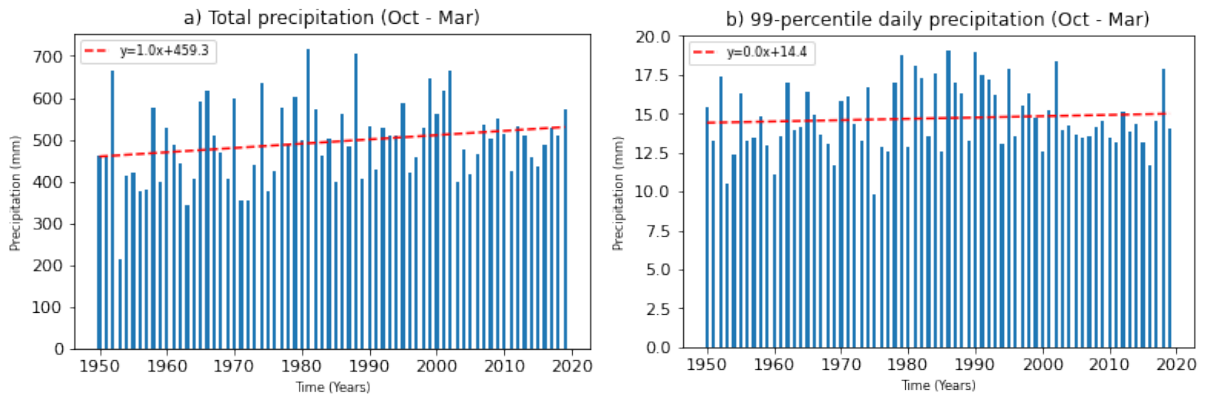 a) Total precipitation (Oct - Mar)
y=1.0x+459.3
Precipitation (mm)
700
600
500
400
300
200
100
0
1950 1960 1970 1980 1990 2000 2010 2020
Time (Years)
b) 99-percentile daily precipitation (Oct - Mar)
y=0.0x+14.4
Precipitation (mm)
20.0
17.5
15.0
12.5
10.0
7.5
5.0
2.5
0.0
1950 1960 1970 1980 1990 2000 2010 2020
Time (Years)